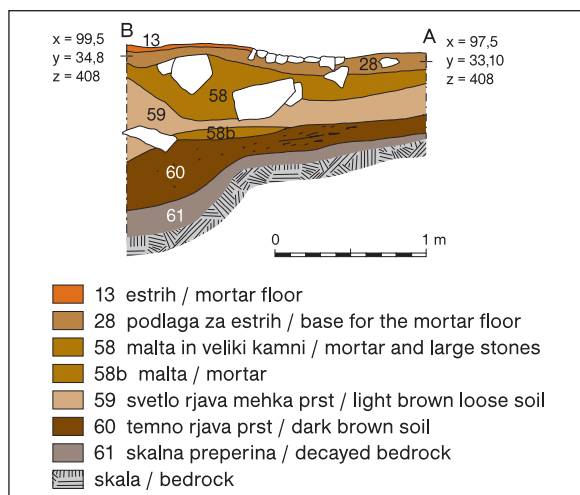 B
13
A
x = 99,5
y = 34,8
z = 408
x = 97,5
y = 33,10
z = 408
28
58
59
58b
60
61
0 1 m
13 estrih / mortar floor
28 podlaga za estrih / base for the mortar floor
58 malta in veliki kamni / mortar and large stones
58b malta / mortar
59 svetlo rjava mehka prst / light brown loose soil
60 temno rjava prst / dark brown soil
61 skalna preperina / decayed bedrock
skala / bedrock